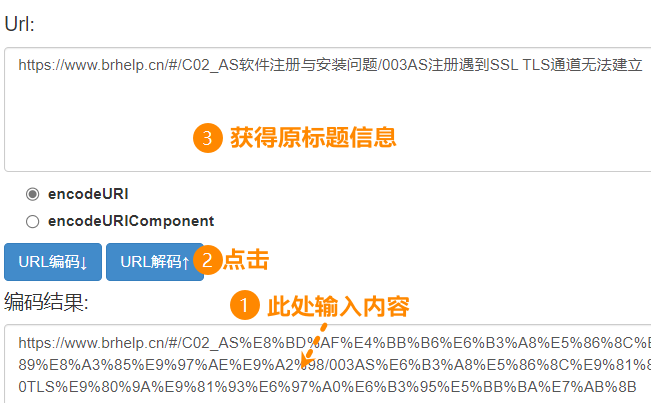 Url:
https://www.brhelp.cn/#/C02_AS软件注册与安装问题/003AS注册遇到SSL TLS通道无法建立
3 获得原标题信息
encodeURI
encodeURIComponent
URL编码↓ URL解码↑ 2 点击
编码结果:
1 此处输入内容
https://www.brhelp.cn/#/C02_AS%E8%BD%AF%E4%BB%B6%E6%B3%A8%E5%86%8C%E
89%E8%A3%85%E9%97%AE%E9%A2%98/003AS%E6%B3%A8%E5%86%8C%E9%81%8
0TLS%E9%80%9A%E9%81%93%E6%97%A0%E6%B3%95%E5%BB%BA%E7%AB%8B